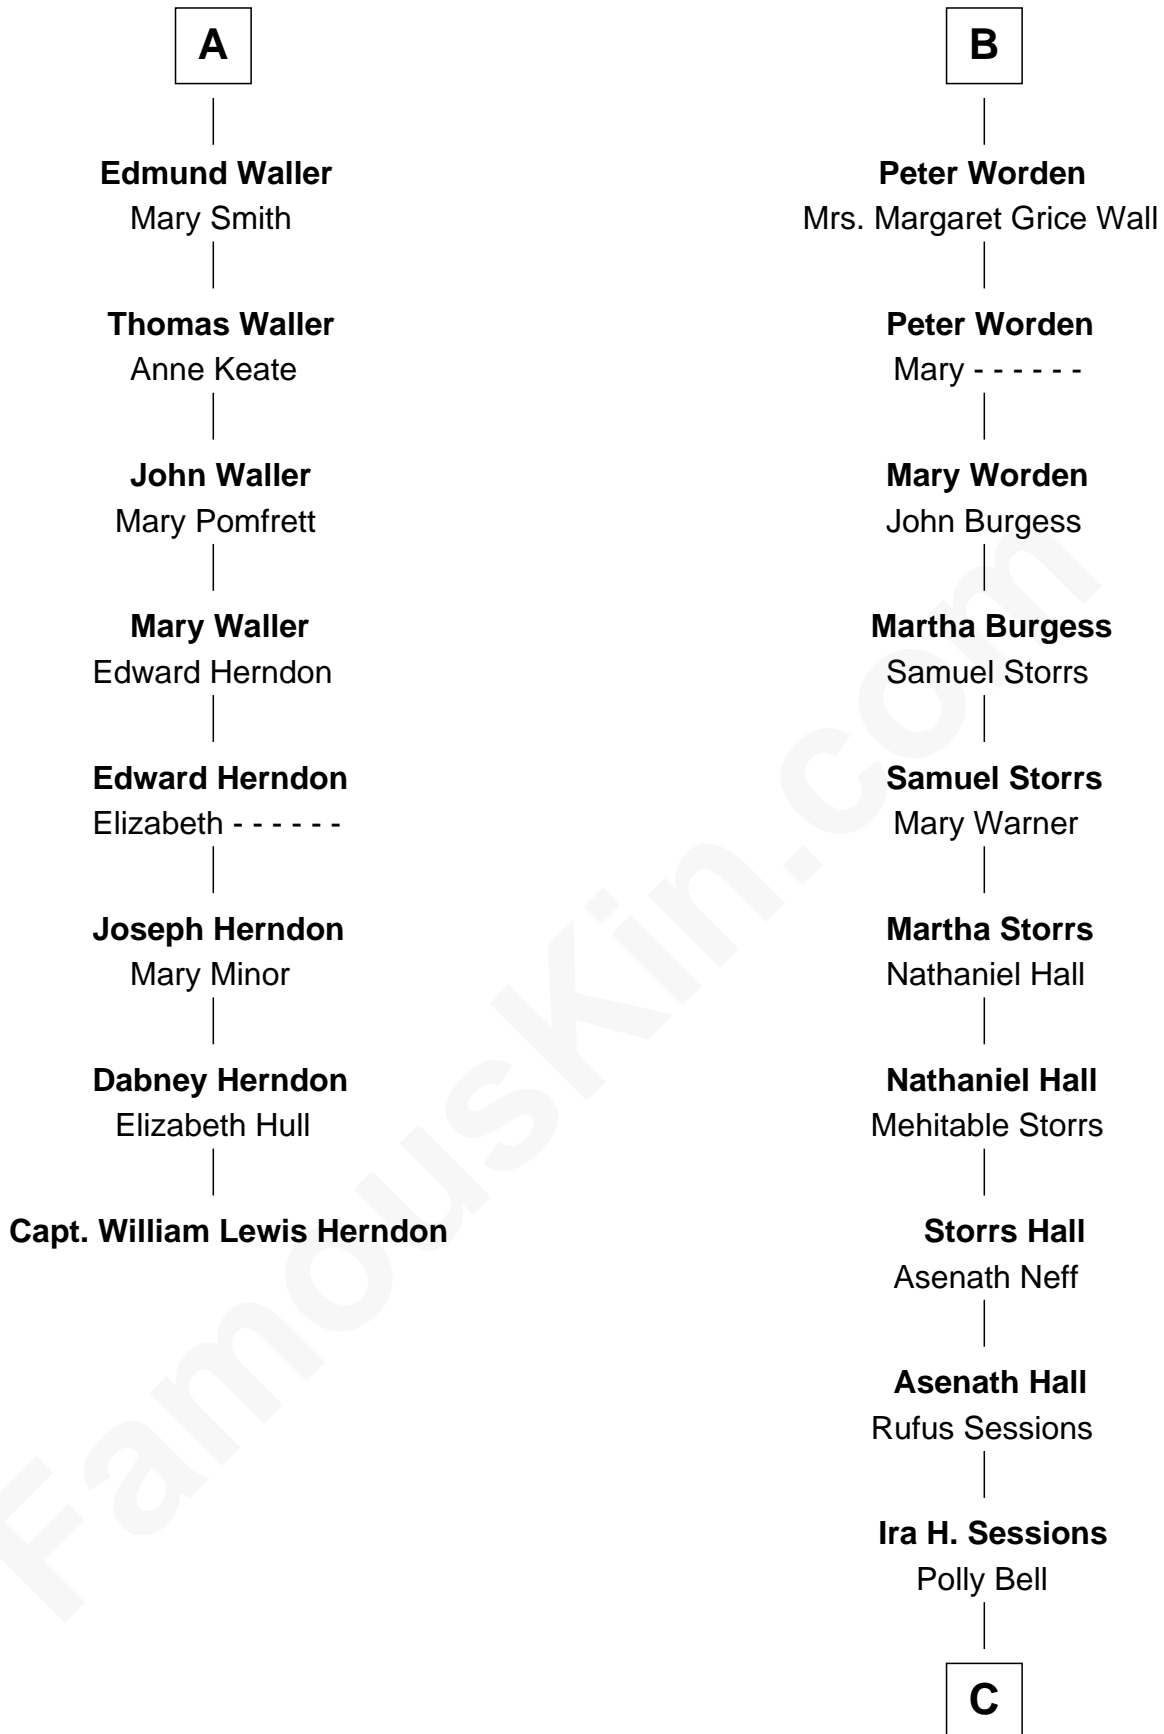 A
Edmund Waller
Mary Smith
Thomas Waller
Anne Keate
John Waller
Mary Pomfrett
Mary Waller
Edward Herndon
Edward Herndon
Elizabeth - - - - - -
Joseph Herndon
Mary Minor
Dabney Herndon
Elizabeth Hull
Capt. William Lewis Herndon
B
Peter Worden
Mrs. Margaret Grice Wall
Peter Worden
Mary - - - - - -
Mary Worden
John Burgess
Martha Burgess
Samuel Storrs
Samuel Storrs
Mary Warner
Martha Storrs
Nathaniel Hall
Nathaniel Hall
Mehitable Storrs
Storrs Hall
Asenath Neff
Asenath Hall
Rufus Sessions
Ira H. Sessions
Polly Bell
C
FamousKin.com